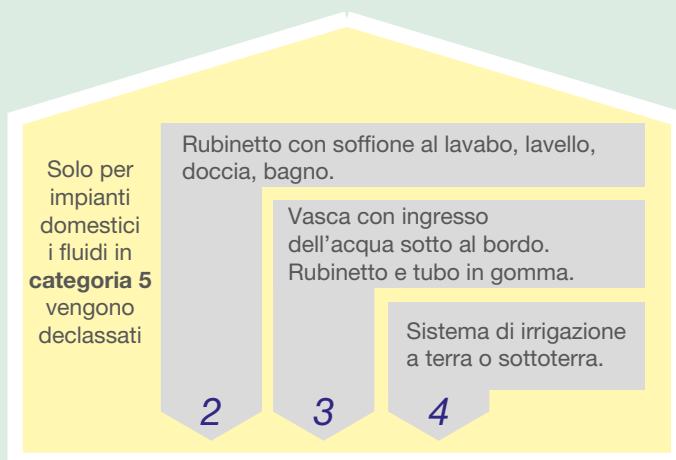 Solo per
impianti
domestici
i fluidi in
categoria 5
vengono
declassati
Rubinetto con soffione al lavabo, lavello,
doccia, bagno.
Vasca con ingresso
dell’acqua sotto al bordo.
Rubinetto e tubo in gomma.
Sistema di irrigazione
a terra o sottoterra.
2
3
4